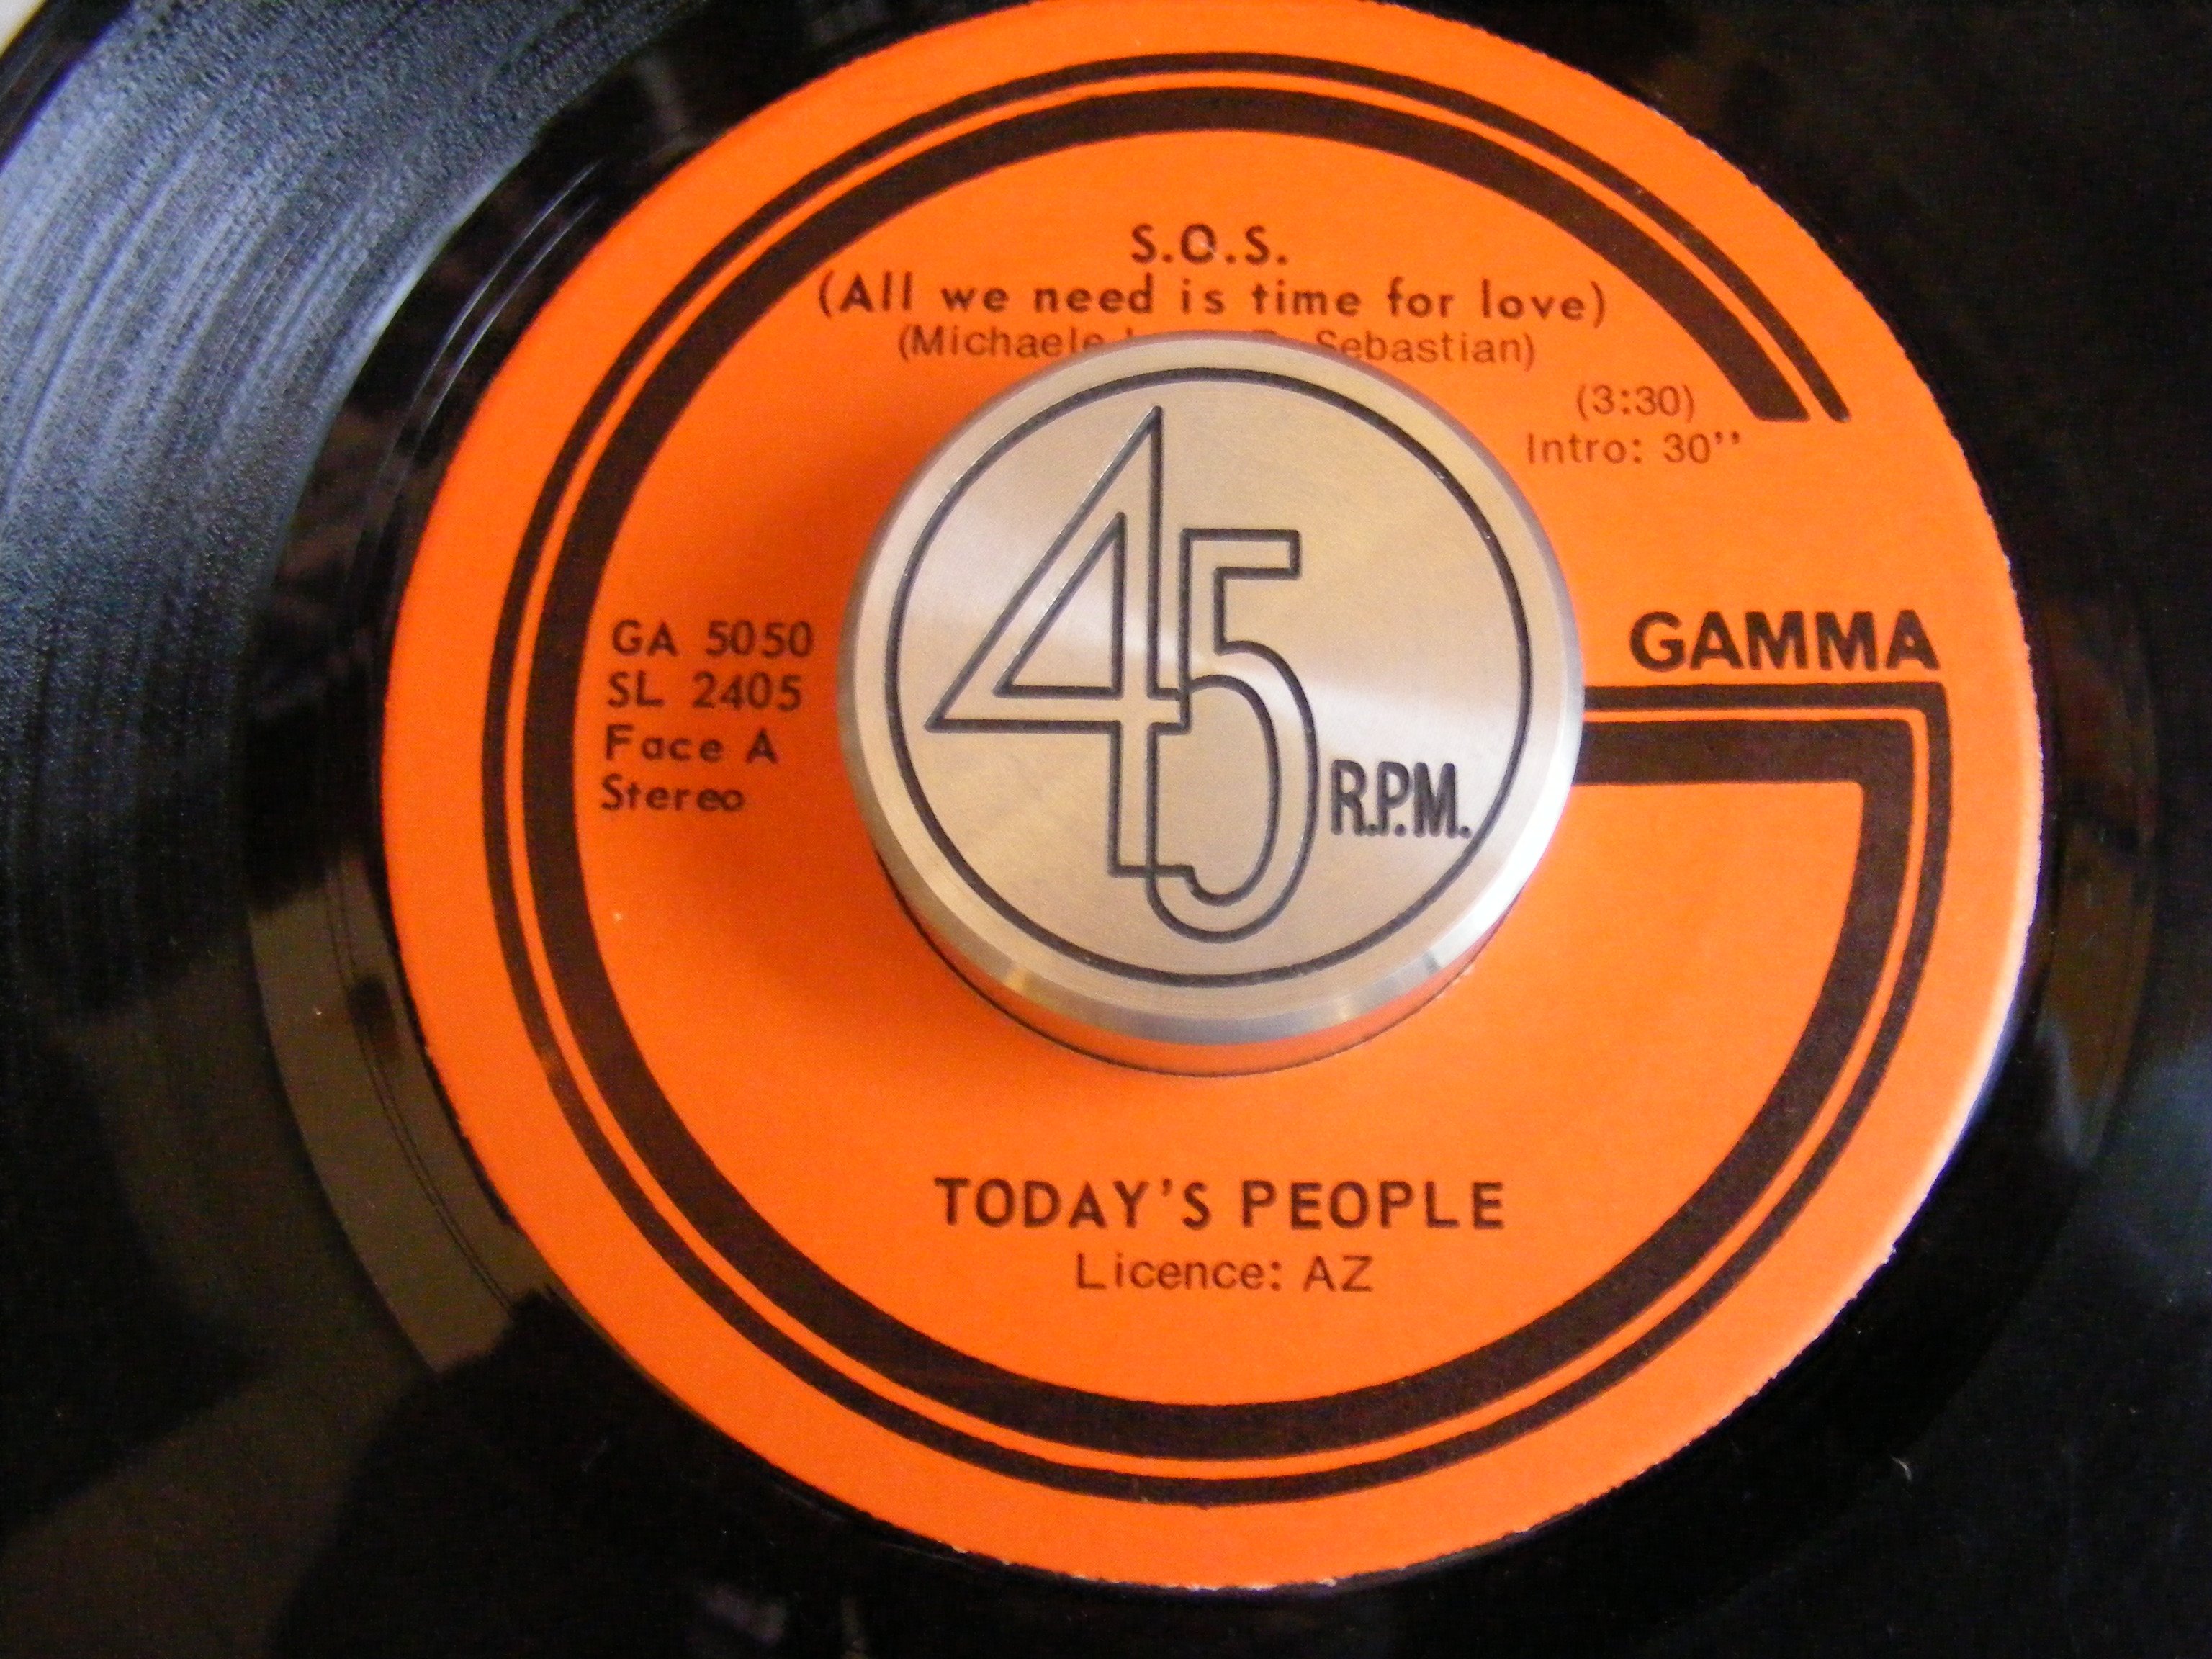 S.O.S.
(All we need is time for love)
(Michaele Sebastian)
(3:30)
Intro: 30''
GAMMA
GA 5050
SL 2405
Face A
Stereo
45
R.P.M.
TODAY'S PEOPLE
Licence: AZ